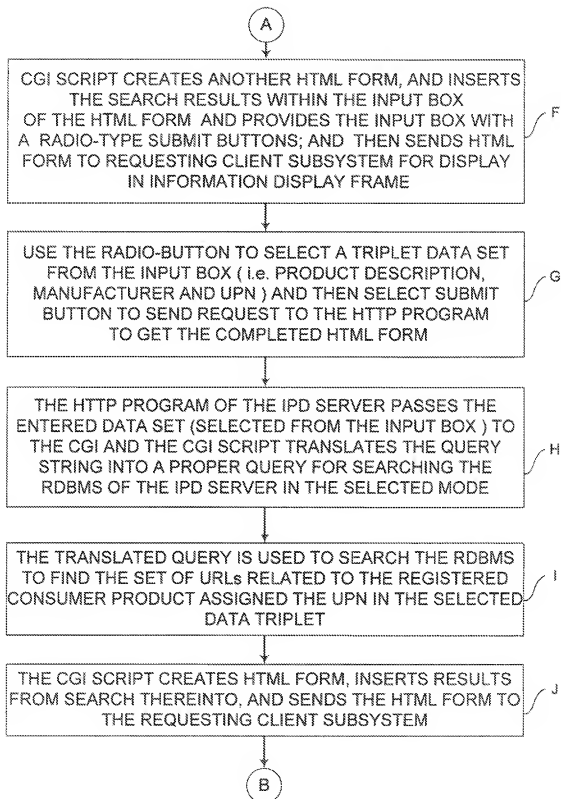 A
CGI SCRIPT CREATES ANOTHER HTML FORM, AND INSERTS
THE SEARCH RESULTS WITHIN THE INPUT BOX
OF THE HTML FORM AND PROVIDES THE INPUT BOX WITH
A RADIO-TYPE SUBMIT BUTTONS; AND THEN SENDS HTML
FORM TO REQUESTING CLIENT SUBSYSTEM FOR DISPLAY
IN INFORMATION DISPLAY FRAME
F
USE THE RADIO-BUTTON TO SELECT A TRIPLET DATA SET
FROM THE INPUT BOX ( i.e. PRODUCT DESCRIPTION,
MANUFACTURER AND UPN ) AND THEN SELECT SUBMIT
BUTTON TO SEND REQUEST TO THE HTTP PROGRAM
TO GET THE COMPLETED HTML FORM
G
THE HTTP PROGRAM OF THE IPD SERVER PASSES THE
ENTERED DATA SET (SELECTED FROM THE INPUT BOX ) TO
THE CGI AND THE CGI SCRIPT TRANSLATES THE QUERY
STRING INTO A PROPER QUERY FOR SEARCHING THE
RDBMS OF THE IPD SERVER IN THE SELECTED MODE
H
THE TRANSLATED QUERY IS USED TO SEARCH THE RDBMS
TO FIND THE SET OF URLs RELATED TO THE REGISTERED
CONSUMER PRODUCT ASSIGNED THE UPN IN THE SELECTED
DATA TRIPLET
I
THE CGI SCRIPT CREATES HTML FORM, INSERTS RESULTS
FROM SEARCH THEREINTO, AND SENDS THE HTML FORM TO
THE REQUESTING CLIENT SUBSYSTEM
J
B